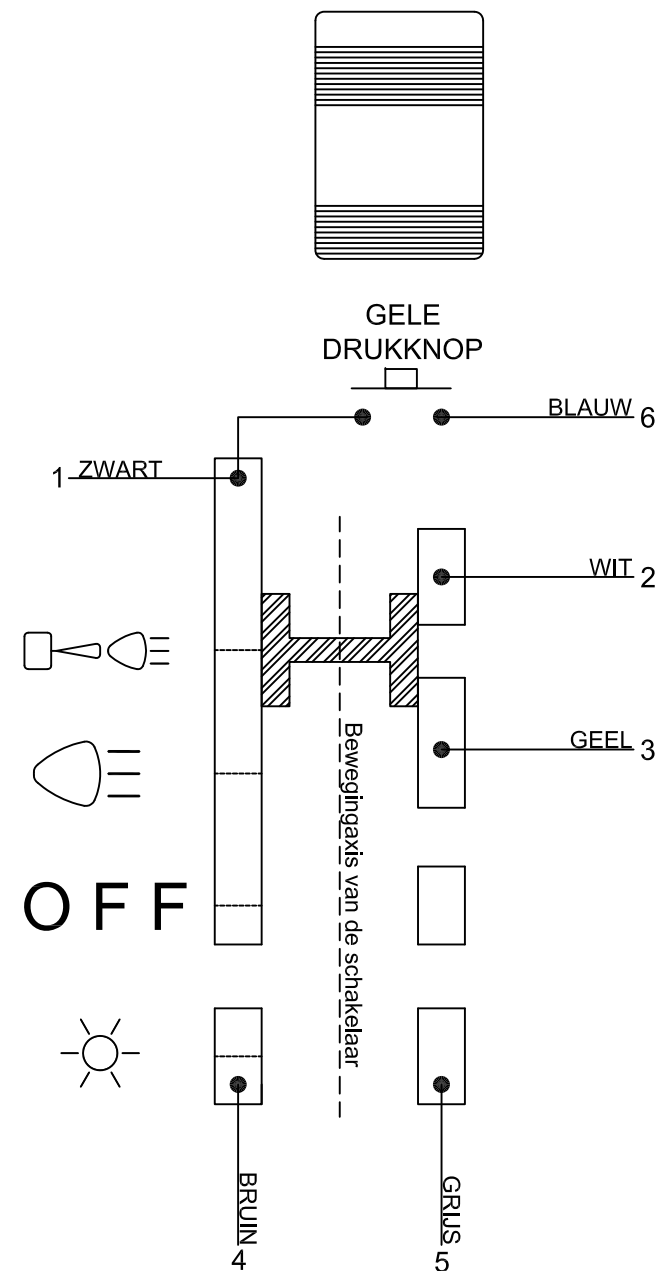 GELE
DRUKKNOP
BLAUW 6
1 ZWART
WIT 2
GEEL 3
Bewegingaxis van de schakelaar
OFF
BRUIN
4
GRIJS
5